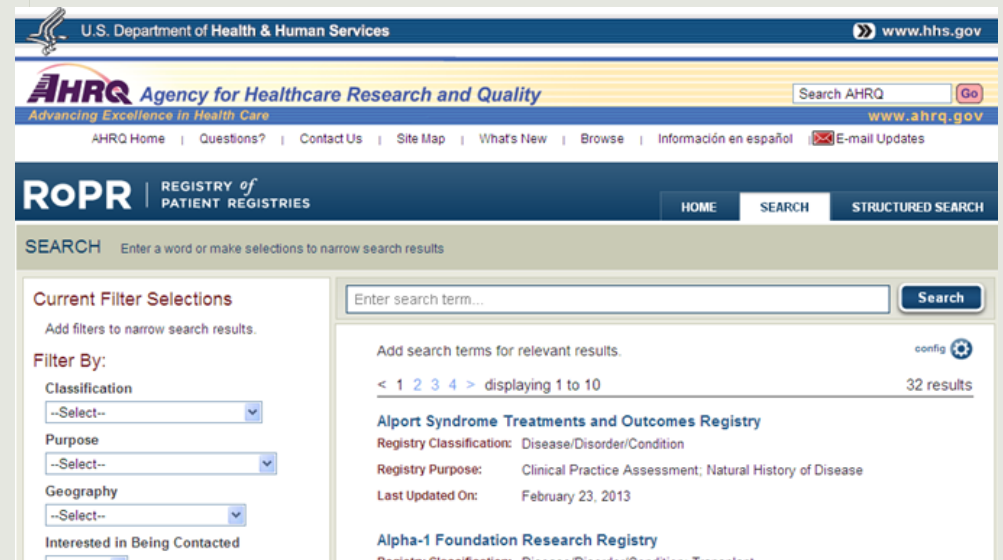 U.S. Department of Health & Human Services
www.hhs.gov
AHRQ Agency for Healthcare Research and Quality
Search AHRQ
Go
Advancing Excellence in Health Care
www.ahrq.gov
AHRQ Home | Questions? | Contact Us | Site Map | What's New | Browse | Información en español | E-mail Updates
RoPR | REGISTRY of
PATIENT REGISTRIES
HOME SEARCH STRUCTURED SEARCH
SEARCH Enter a word or make selections to narrow search results
Current Filter Selections
Add filters to narrow search results.
Filter By:
Classification
--Select--
Purpose
--Select--
Geography
--Select--
Interested in Being Contacted
Enter search term...
Search
Add search terms for relevant results.
config
< 1 2 3 4 > displaying 1 to 10
32 results
Alport Syndrome Treatments and Outcomes Registry
Registry Classification: Disease/Disorder/Condition
Registry Purpose: Clinical Practice Assessment; Natural History of Disease
Last Updated On: February 23, 2013
Alpha-1 Foundation Research Registry
Registry Classification: Disease/Disorder/Condition, Transplant